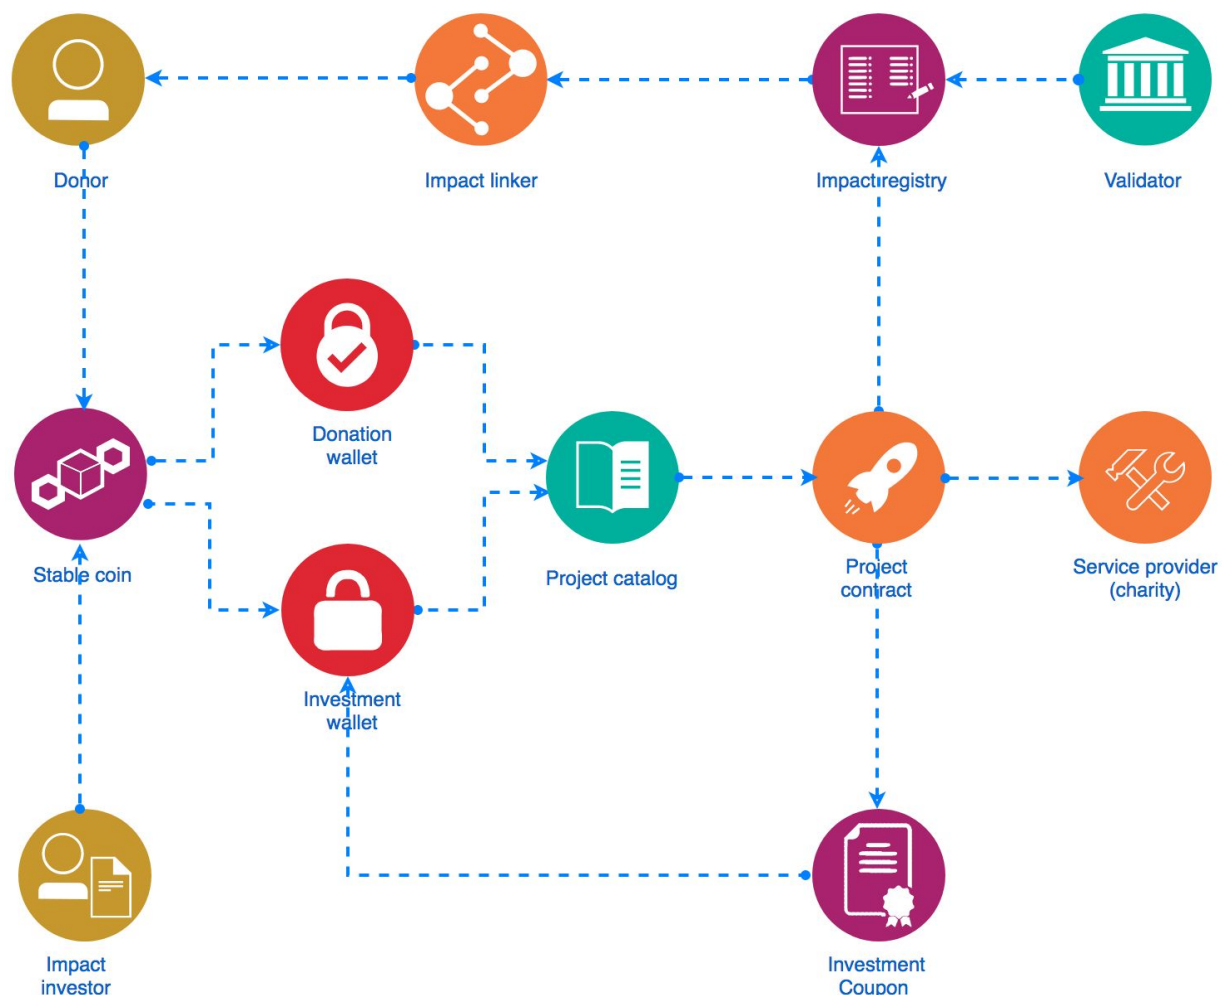 Donor
Impact linker
Impact registry
Validator
Donation
wallet
Stable coin
Project catalog
Project
contract
Service provider
(charity)
Investment
wallet
Impact
investor
Investment
Coupon